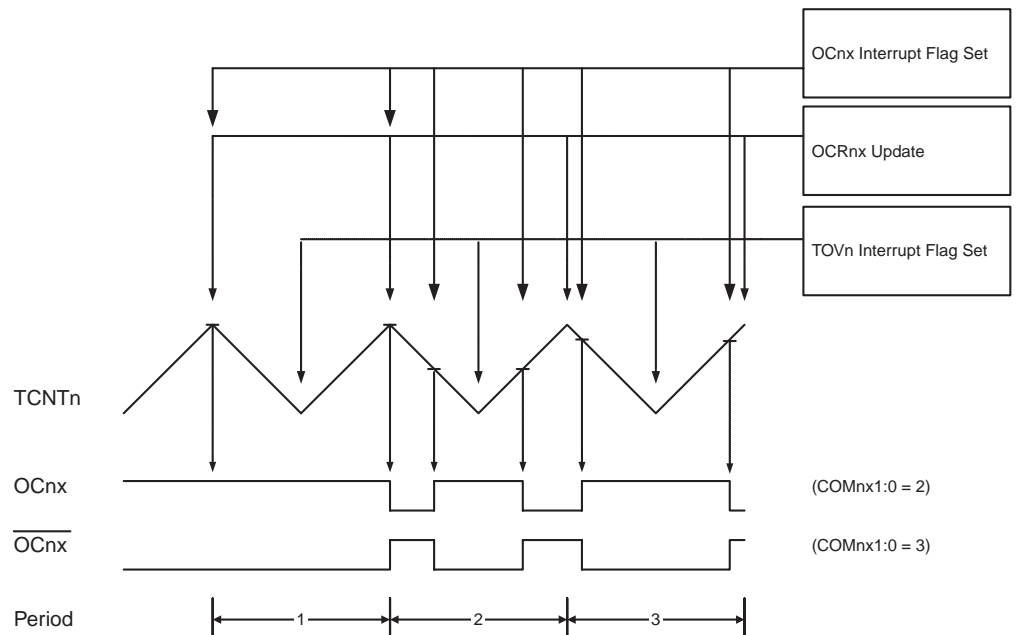 OCnx Interrupt Flag Set
OCRnx Update
TOVn Interrupt Flag Set
TCNTn
OCnx
(COMnx1:0 = 2)
OCnx
(COMnx1:0 = 3)
Period
1
2
3